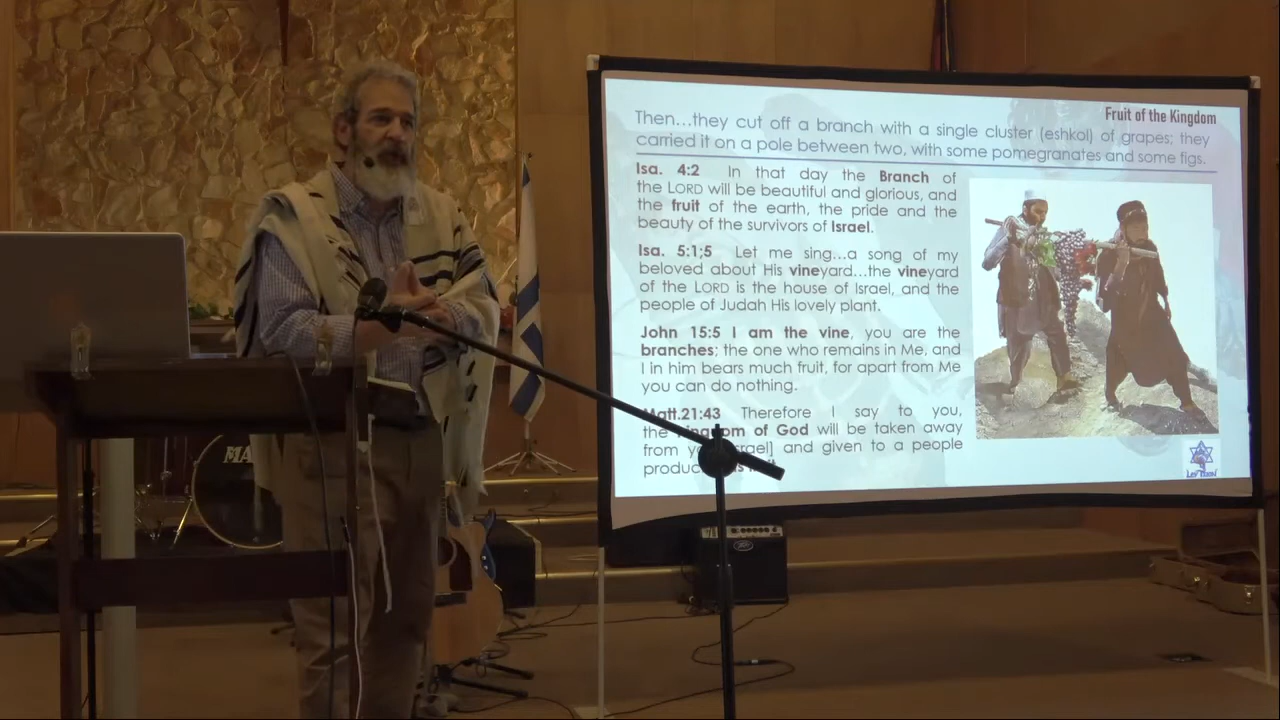 Fruit of the Kingdom
Then...they cut off a branch with a single cluster (eshkol) of grapes; they
carried it on a pole between two, with some pomegranates and some figs.
Isa. 4:2 In that day the Branch of
the LORD will be beautiful and glorious, and
the fruit of the earth, the pride and the
beauty of the survivors of Israel.
Isa. 5:1;5 Let me sing...a song of my
beloved about His vineyard...the vineyard
of the LORD is the house of Israel, and the
people of Judah His lovely plant.
John 15:5 I am the vine, you are the
branches; the one who remains in Me, and
I in him bears much fruit, for apart from Me
you can do nothing.
Matt.21:43 Therefore I say to you,
the kingdom of God will be taken away
from and given to a people
MA